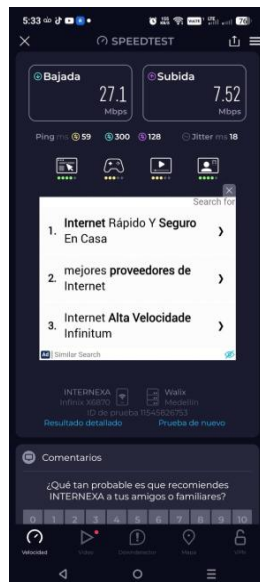 5:33
76
SPEEDTEST
Bajada
27.1
Mbps
Subida
7.52
Mbps
Ping ms 59 300 128 Jitter ms 18
Search for
1. Internet Rápido Y Seguro En Casa
2. mejores proveedores de Internet
3. Internet Alta Velocidade Infinitum
Ad Similar Search
INTERNEXA
Infinix X6870
Walix
Medellin
ID de prueba 11545826753
Resultado detallado Prueba de nuevo
Comentarios
¿Qué tan probable es que recomiendes
INTERNEXA a tus amigos o familiares?
0 1 2 3 4 5 6 7 8 9 10
Velocidad Video Mapa VPN